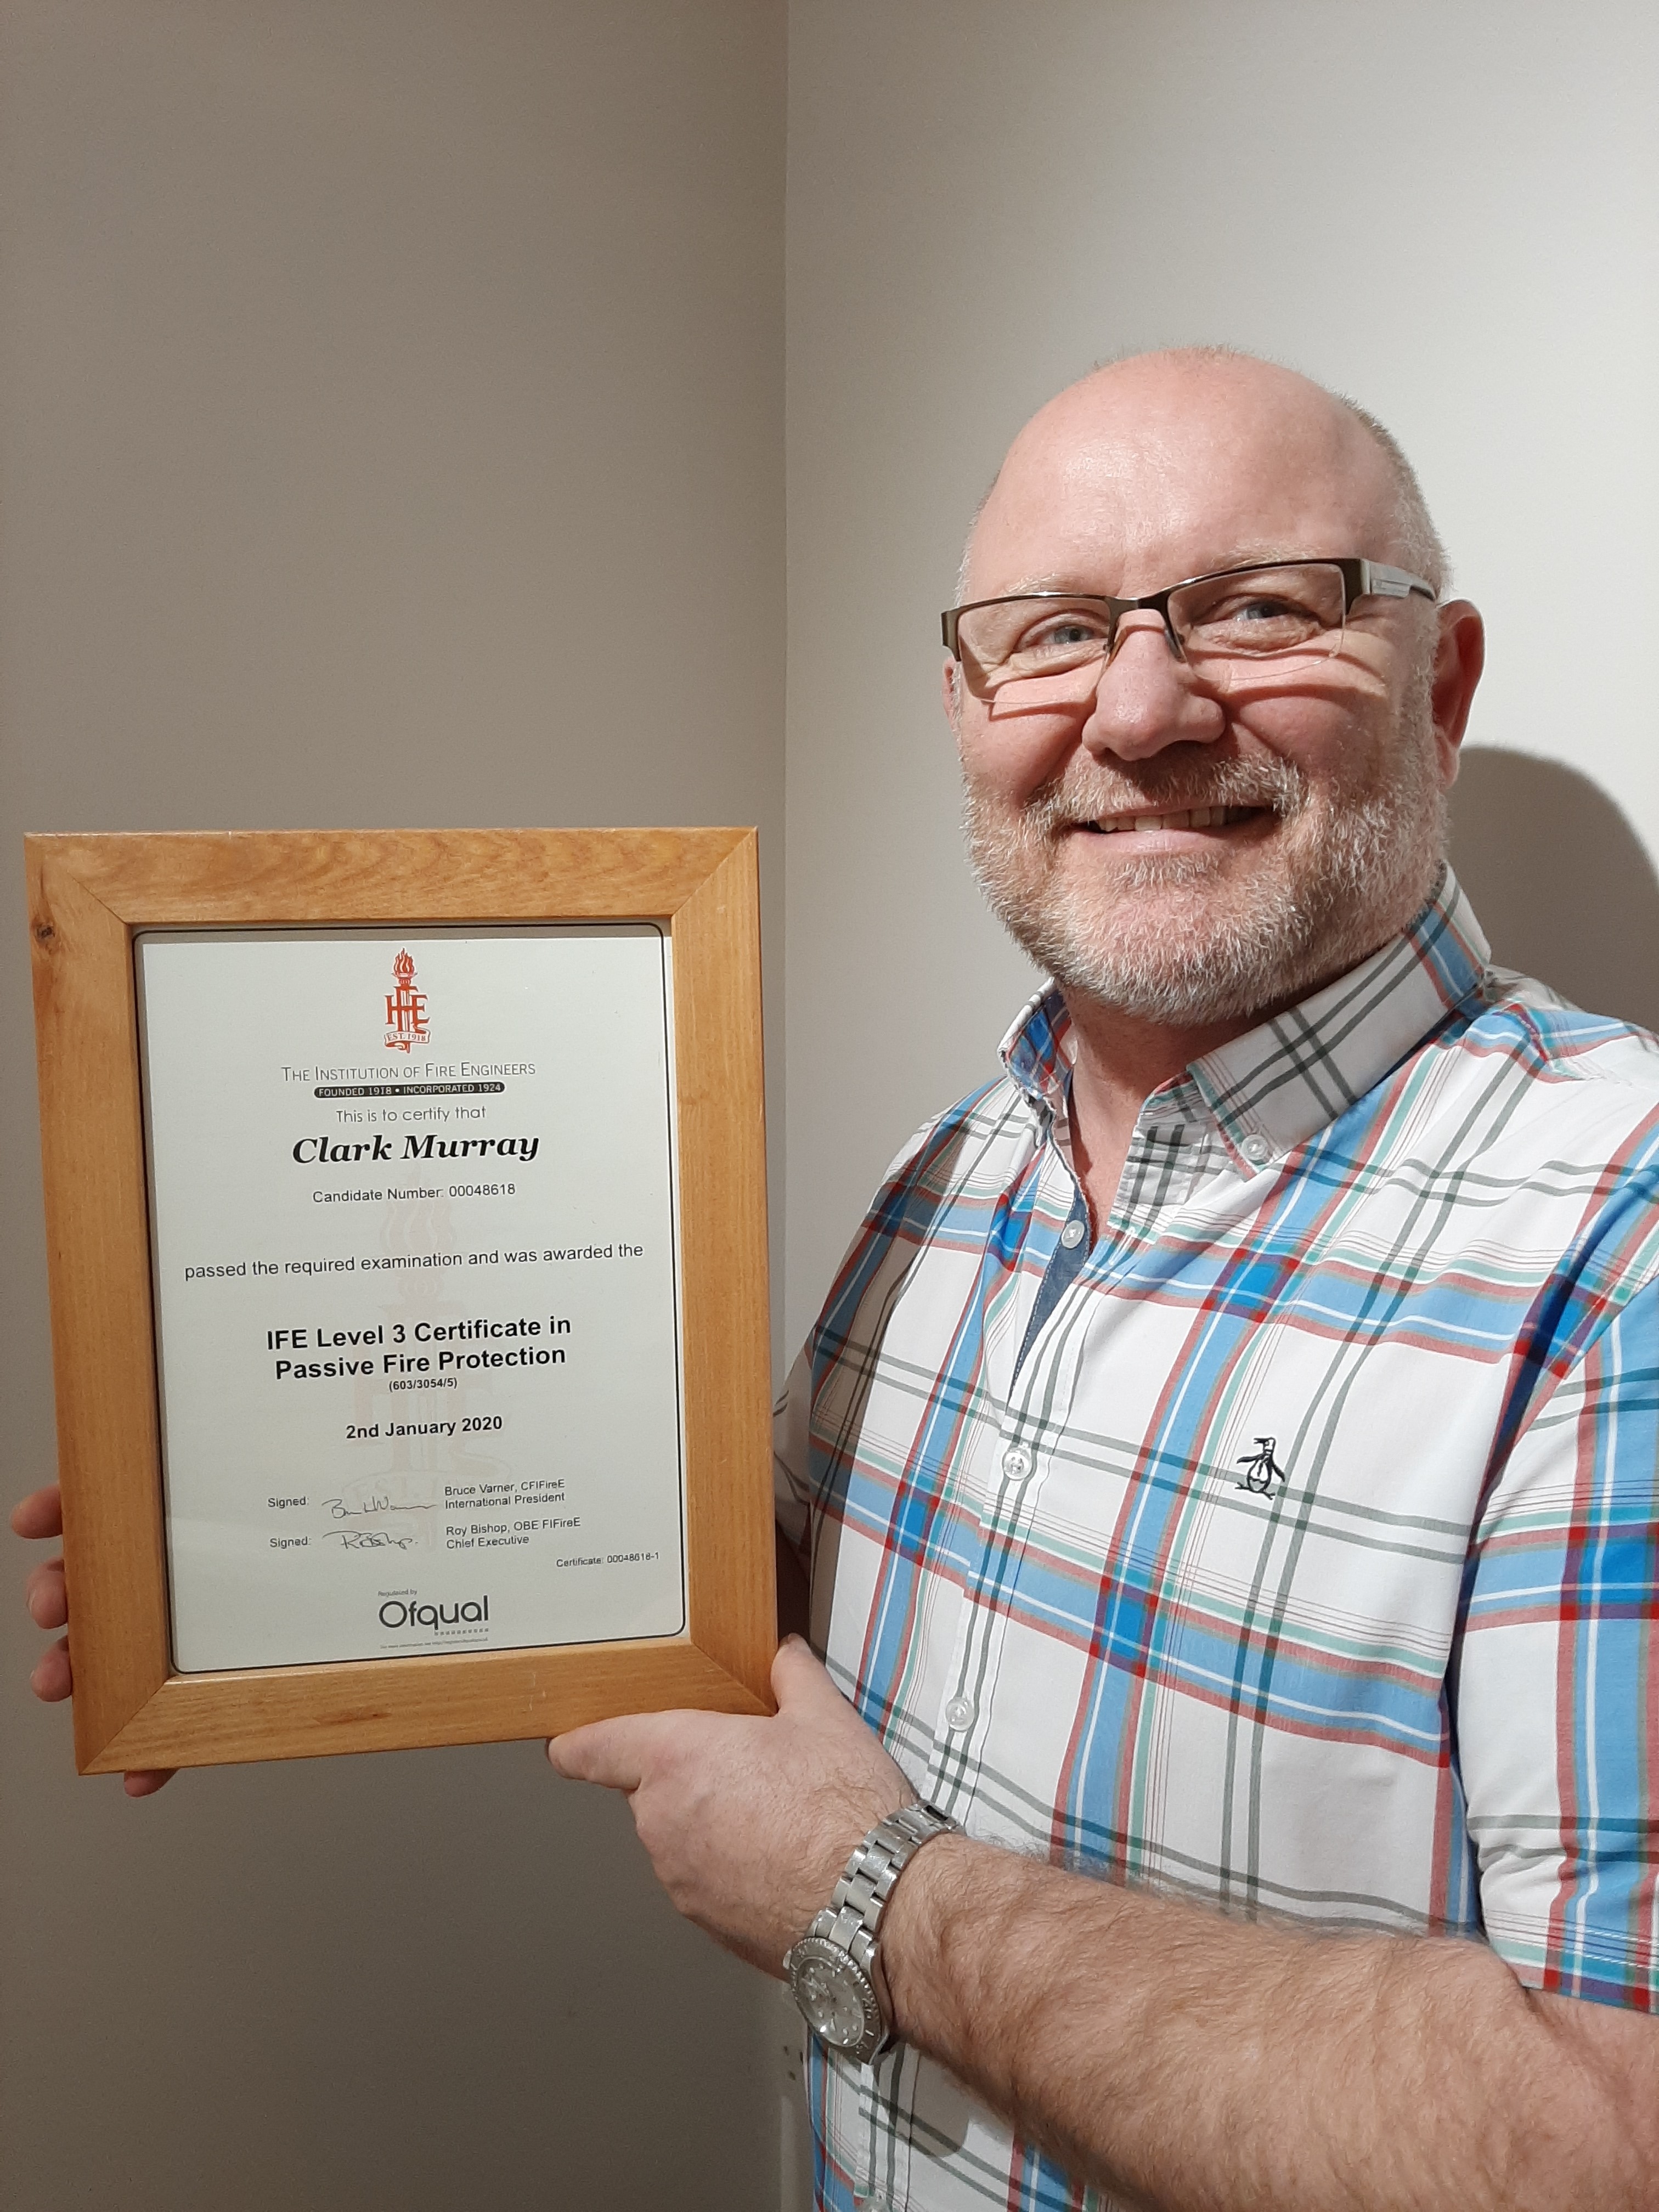 IFE
EST. 1918
THE INSTITUTION OF FIRE ENGINEERS
FOUNDED 1918 • INCORPORATED 1924
This is to certify that
Clark Murray
Candidate Number: 00048618
passed the required examination and was awarded the
IFE Level 3 Certificate in
Passive Fire Protection
(603/3054/5)
2nd January 2020
Signed:
Bruce Varner, CFIFireE
International President
Signed:
Roy Bishop, OBE FIFireE
Chief Executive
Certificate: 00048618-1
Registered by
Ofqual